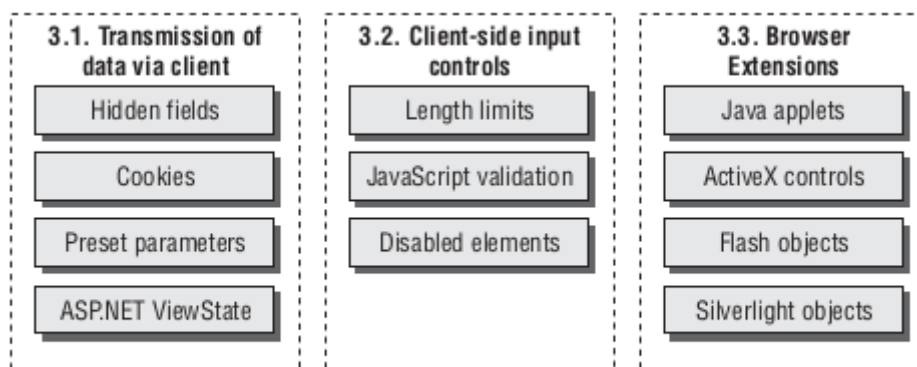 3.1. Transmission of
data via client
Hidden fields
Cookies
Preset parameters
ASP.NET ViewState
3.2. Client-side input
controls
Length limits
JavaScript validation
Disabled elements
3.3. Browser
Extensions
Java applets
ActiveX controls
Flash objects
Silverlight objects